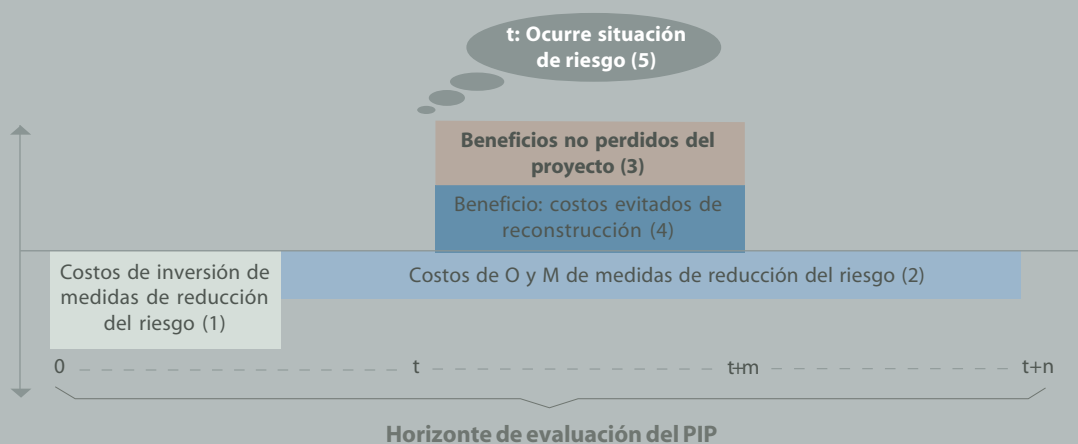 t: Ocurre situación
de riesgo (5)
Beneficios no perdidos del
proyecto (3)
Beneficio: costos evitados de
reconstrucción (4)
Costos de inversión de
medidas de reducción
del riesgo (1)
Costos de O y M de medidas de reducción del riesgo (2)
0 t t+m t+n
Horizonte de evaluación del PIP